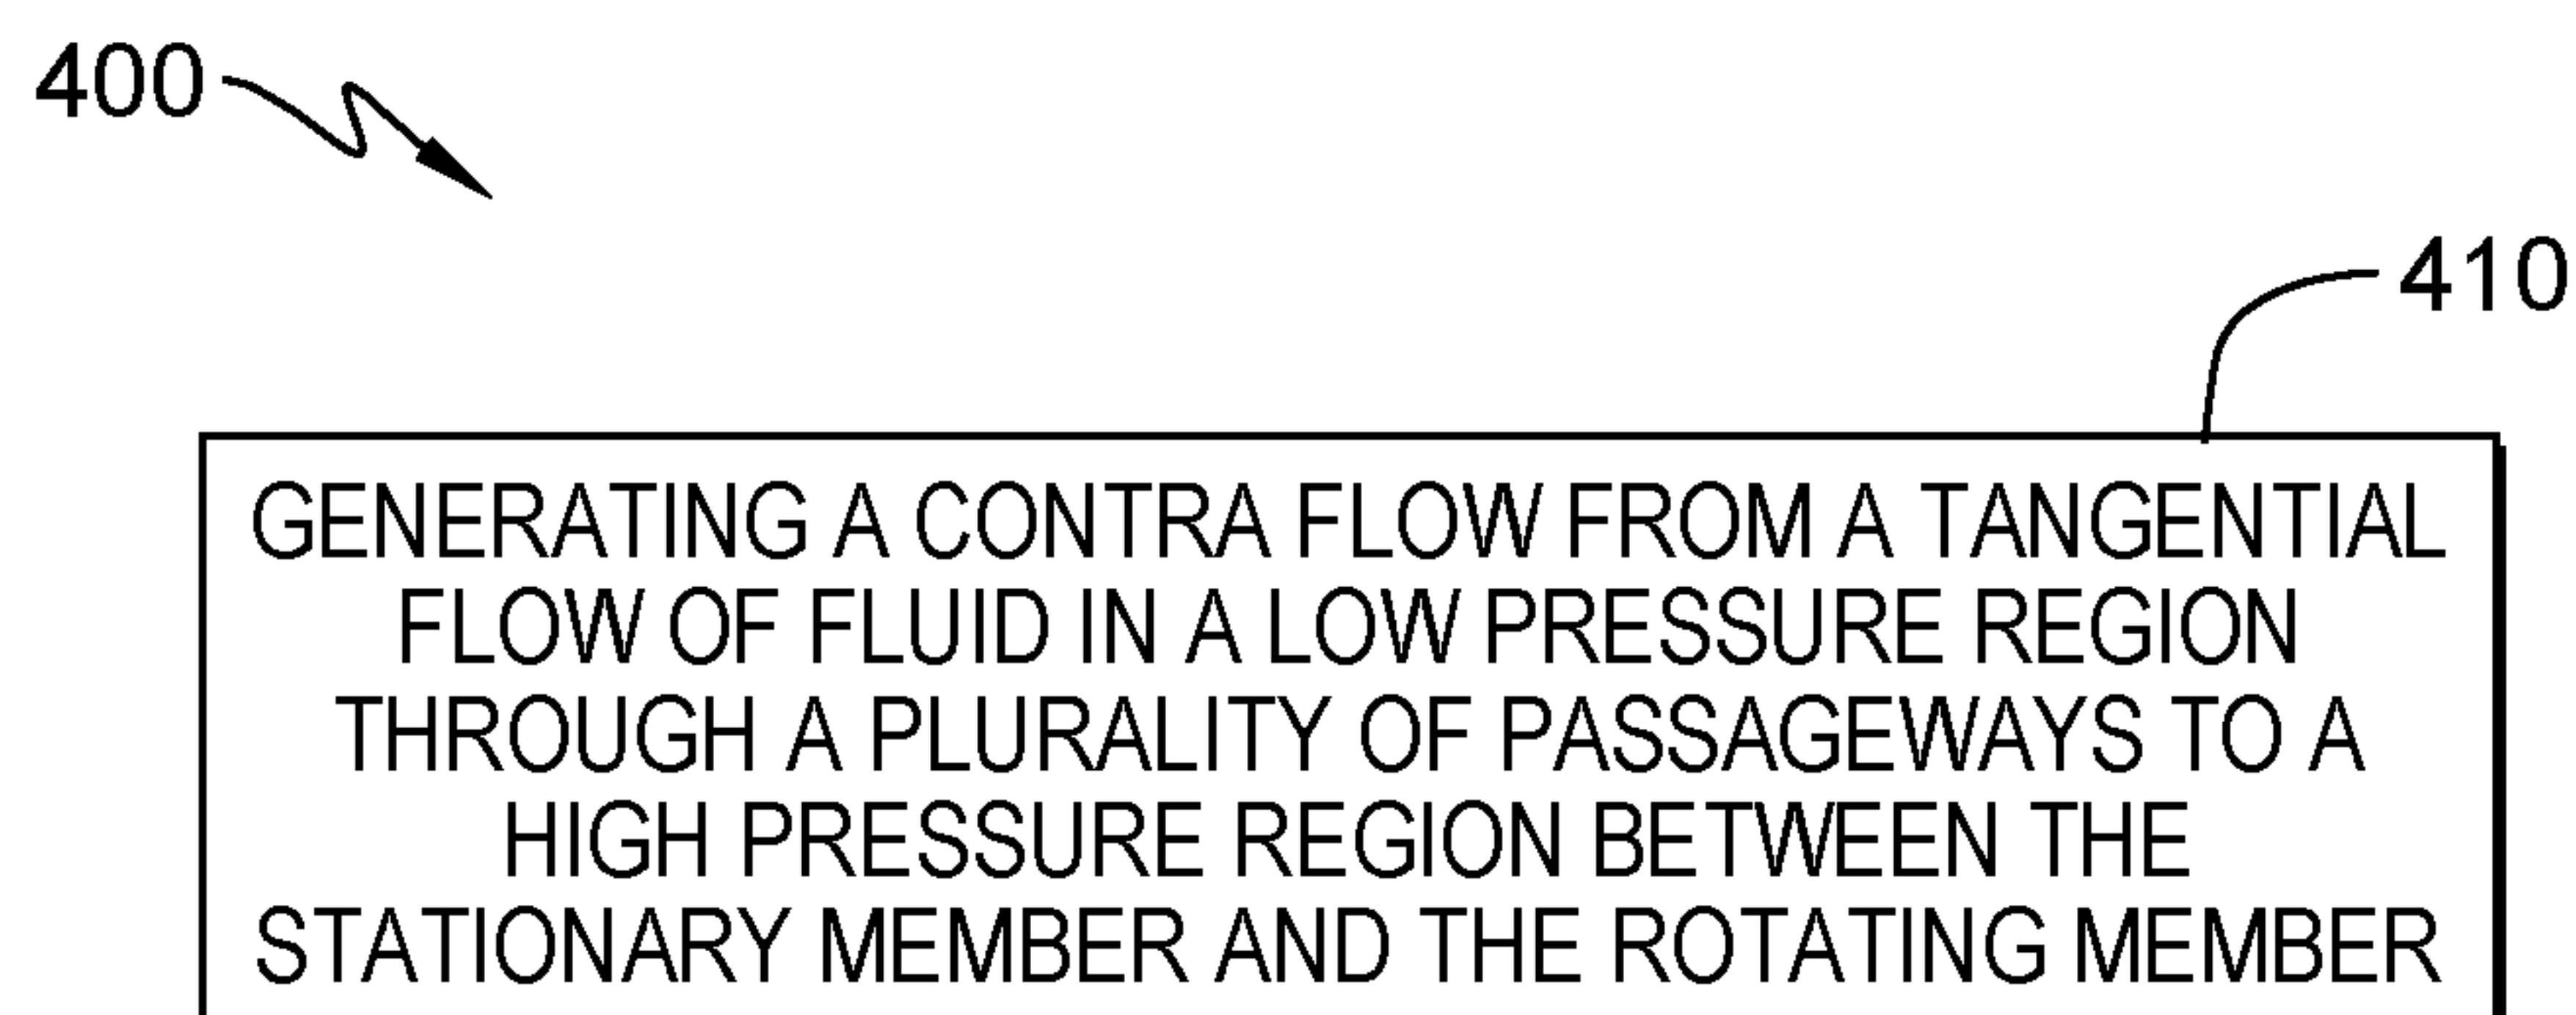 400
410
GENERATING A CONTRA FLOW FROM A TANGENTIAL
FLOW OF FLUID IN A LOW PRESSURE REGION
THROUGH A PLURALITY OF PASSAGEWAYS TO A
HIGH PRESSURE REGION BETWEEN THE
STATIONARY MEMBER AND THE ROTATING MEMBER